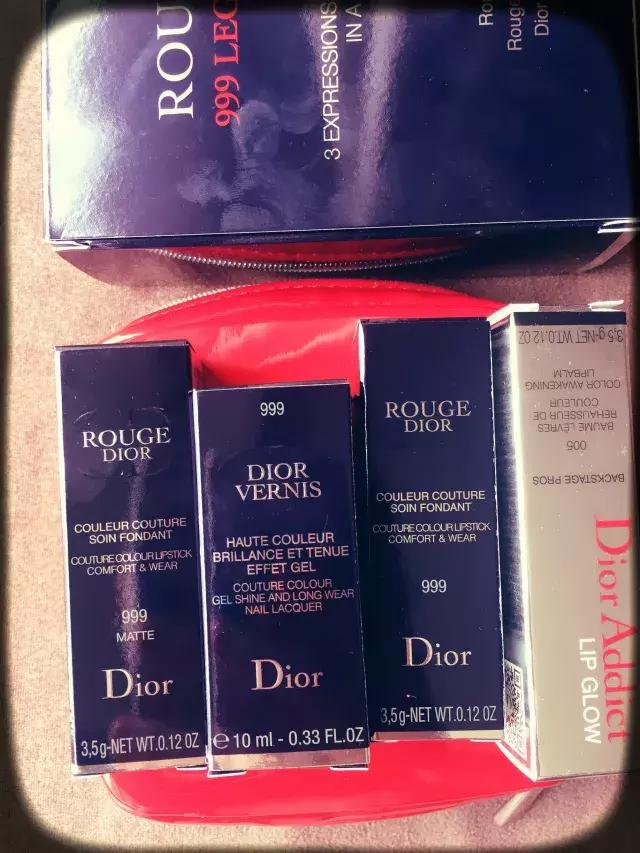 ROU
999 LEG
3 EXPRESSIONS
IN A
Ro
Rouge
Dior
ROUGE
DIOR
COULEUR COUTURE
SOIN FONDANT
COUTURE COLOUR LIPSTICK
COMFORT & WEAR
999
MATTE
Dior
3,5g-NET WT.0.12 OZ
999
DIOR
VERNIS
HAUTE COULEUR
BRILLANCE ET TENUE
EFFET GEL
COUTURE COLOUR
GEL SHINE AND LONG WEAR
NAIL LACQUER
Dior
e 10 ml - 0.33 FL.OZ
ROUGE
DIOR
COULEUR COUTURE
SOIN FONDANT
COUTURE COLOUR LIPSTICK
COMFORT & WEAR
999
Dior
3,5g-NET WT.0.12 OZ
Dior Addict
LIP GLOW
BACKSTAGE PROS
005
BAUME LÈVRES
REHAUSSEUR DE
COULEUR
COLOR AWAKENING
LIPBALM
3,5 g-NET WT.0.12 OZ